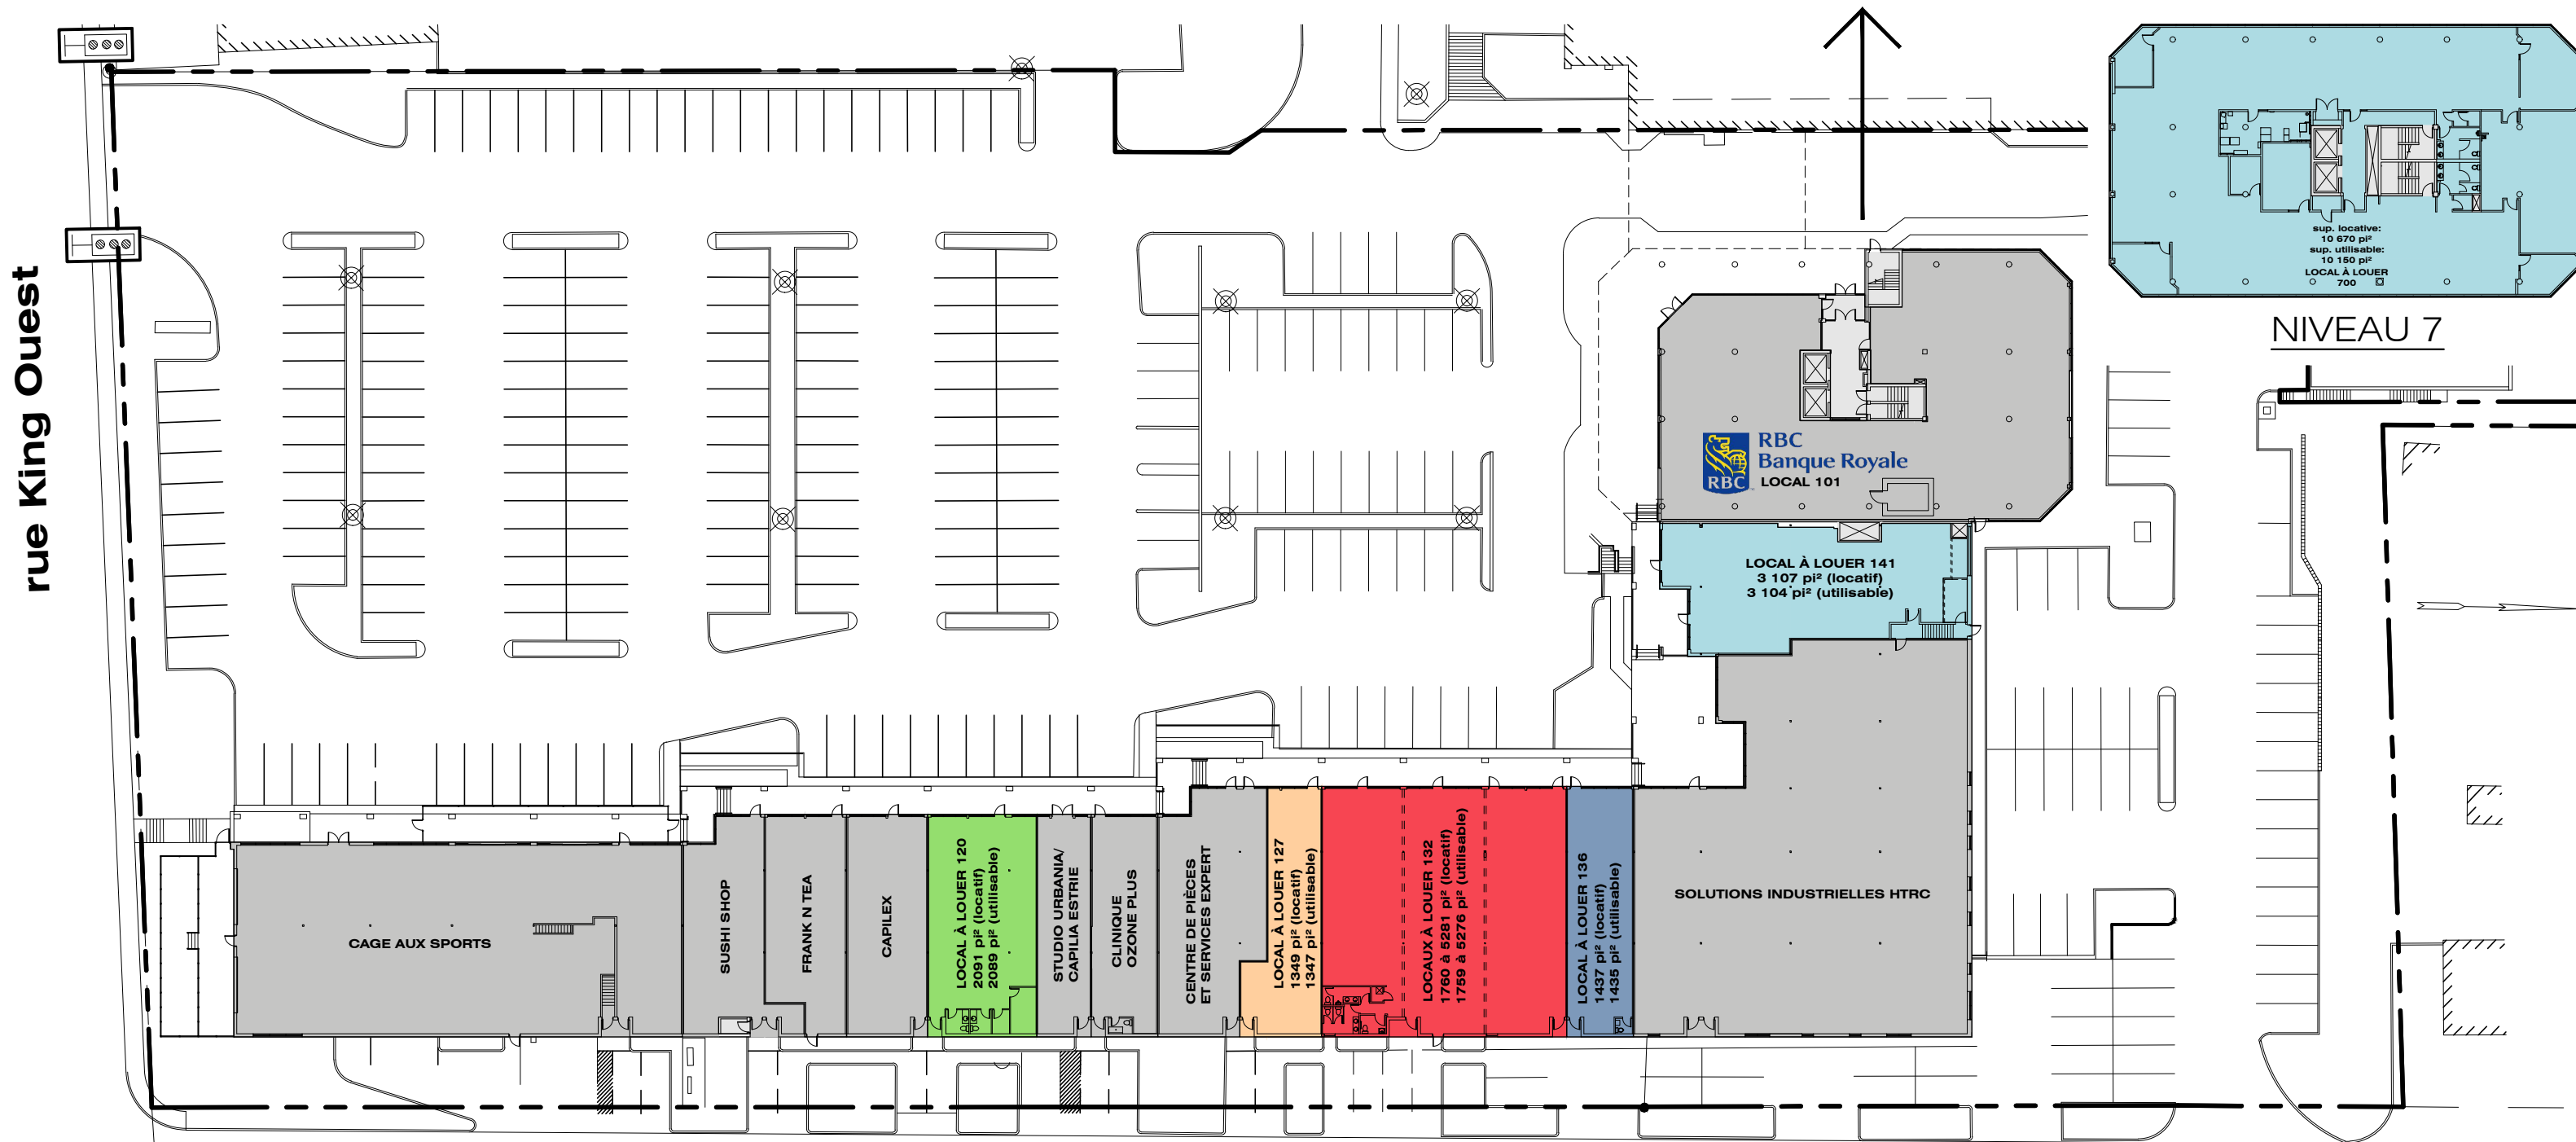 rue King Ouest
sup. locative:
10 670 pi²
sup. utilisable:
10 150 pi²
LOCAL À LOUER
700
NIVEAU 7
RBC
RBC
Banque Royale
LOCAL 101
LOCAL À LOUER 141
3 107 pi² (locatif)
3 104 pi² (utilisable)
CAGE AUX SPORTS
SUSHI SHOP
FRANK N TEA
CAPILEX
LOCAL À LOUER 120
2091 pi² (locatif)
2089 pi² (utilisable)
STUDIO URBANIA/
CAPILIA ESTRIE
CLINIQUE
OZONE PLUS
CENTRE DE PIÈCES
ET SERVICES EXPERT
LOCAL À LOUER 127
1349 pi² (locatif)
1347 pi² (utilisable)
LOCAUX À LOUER 132
1760 à 5281 pi² (locatif)
1759 à 5276 pi² (utilisable)
LOCAL À LOUER 136
1437 pi² (locatif)
1435 pi² (utilisable)
SOLUTIONS INDUSTRIELLES HTRC